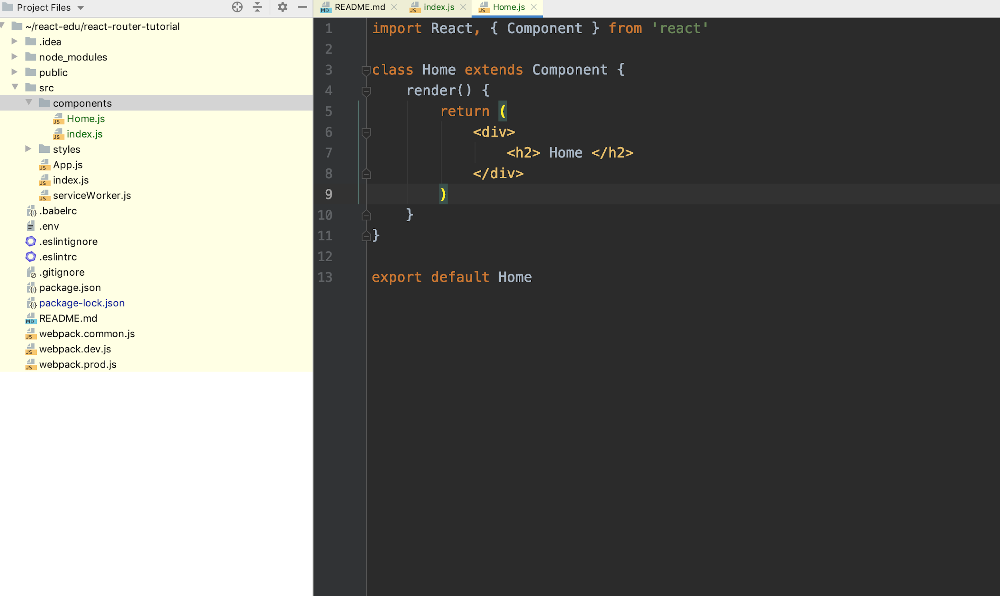 Project Files
~/react-edu/react-router-tutorial
.idea
node_modules
public
src
components
Home.js
index.js
styles
App.js
index.js
serviceWorker.js
.babelrc
.env
.eslintignore
.eslintrc
.gitignore
package.json
package-lock.json
README.md
webpack.common.js
webpack.dev.js
webpack.prod.js
README.md index.js Home.js
1 import React, { Component } from 'react'
2
3 class Home extends Component {
4     render() {
5         return (
6             <div>
7                 <h2> Home </h2>
8             </div>
9         )
10     }
11 }
12
13 export default Home